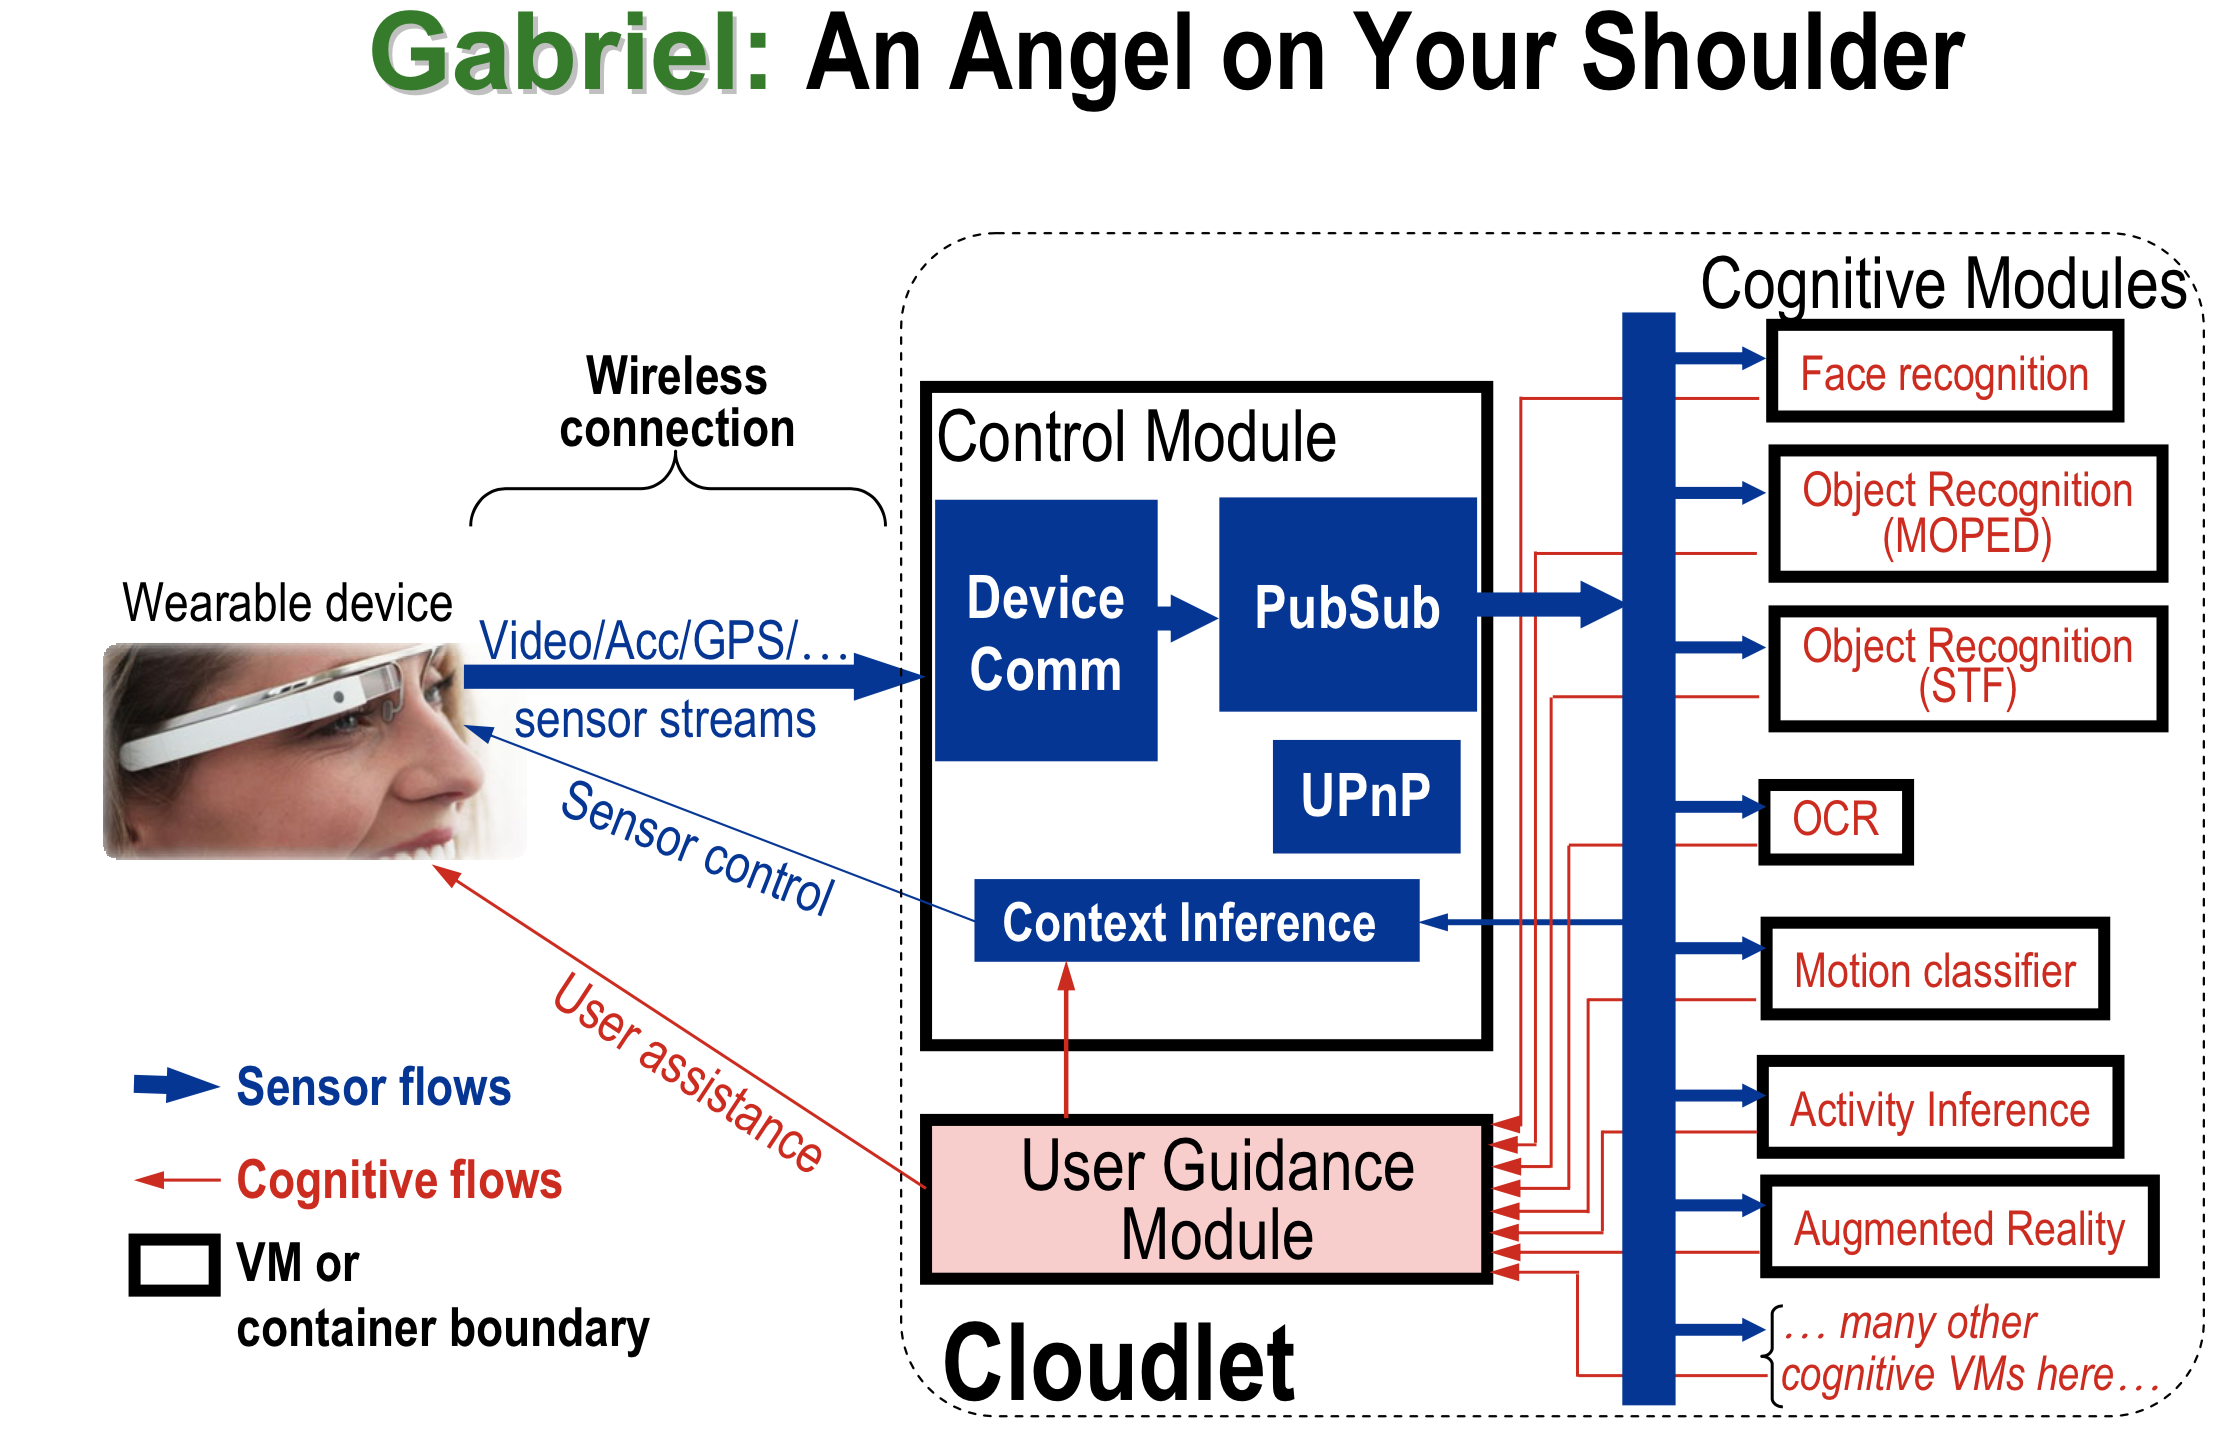 Gabriel: An Angel on Your Shoulder
Wireless
connection
Wearable device
Video/Acc/GPS/…
sensor streams
Sensor control
User assistance
Sensor flows
Cognitive flows
VM or
container boundary
Control Module
Device
Comm
PubSub
UPnP
Context Inference
User Guidance
Module
Cloudlet
Cognitive Modules
Face recognition
Object Recognition
(MOPED)
Object Recognition
(STF)
OCR
Motion classifier
Activity Inference
Augmented Reality
… many other
cognitive VMs here…